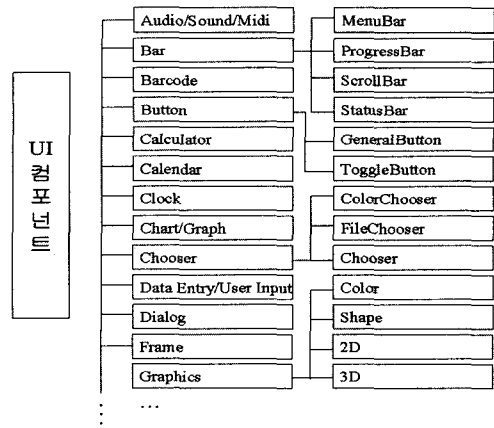 UI
컴포넌트
Audio/Sound/Midi
Bar
Barcode
Button
Calculator
Calendar
Clock
Chart/Graph
Chooser
Data Entry/User Input
Dialog
Frame
Graphics
...
MenuBar
ProgressBar
ScrollBar
StatusBar
GeneralButton
ToggleButton
ColorChooser
FileChooser
Chooser
Color
Shape
2D
3D